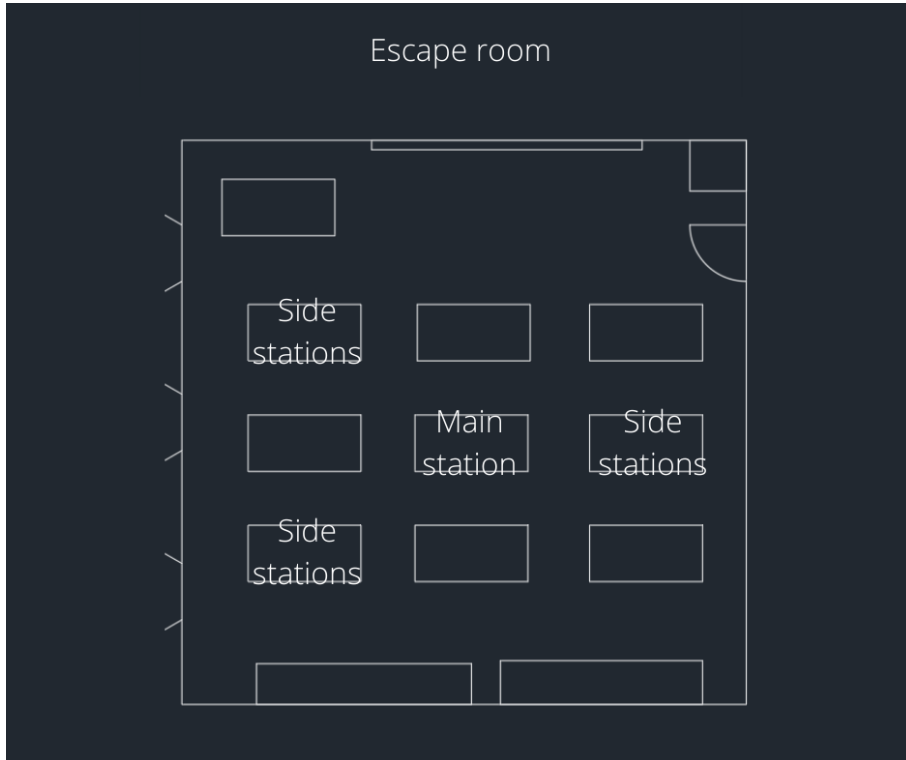 Escape room
Side
stations
Main
station
Side
stations
Side
stations